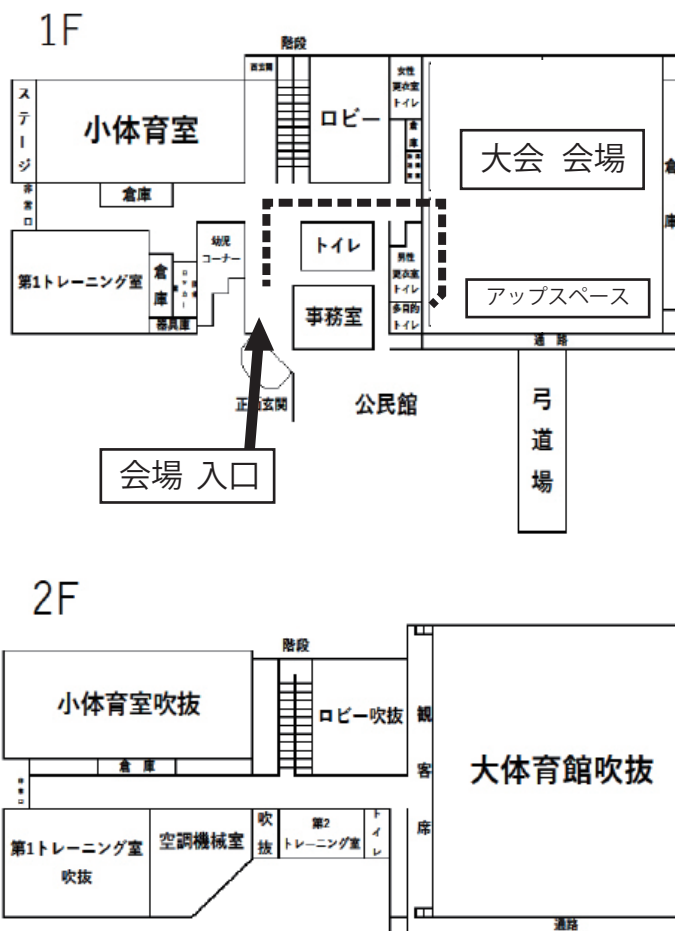 1F
階段
西玄関
女性
更衣室
トイレ
ステージ
小体育室
ロビー
大会 会場
倉庫
倉庫
倉庫
非常口
幼児
コーナー
トイレ
男性
更衣室
トイレ
第1トレーニング室
倉庫
アップスペース
事務室
多目的
トイレ
器具庫
通路
正面玄関
公民館
弓道場
会場 入口
2F
階段
小体育室吹抜
ロビー吹抜
観客席
大体育館吹抜
倉庫
非常口
吹抜
第2
トレーニング室
トイレ
第1トレーニング室
吹抜
空調機械室
通路